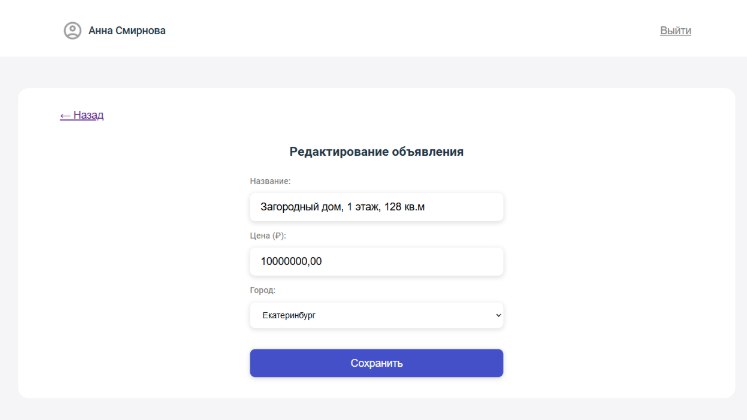 Анна Смирнова
Выйти
← Назад
Редактирование объявления
Название:
Загородный дом, 1 этаж, 128 кв.м
Цена (₽):
10000000,00
Город:
Екатеринбург
Сохранить